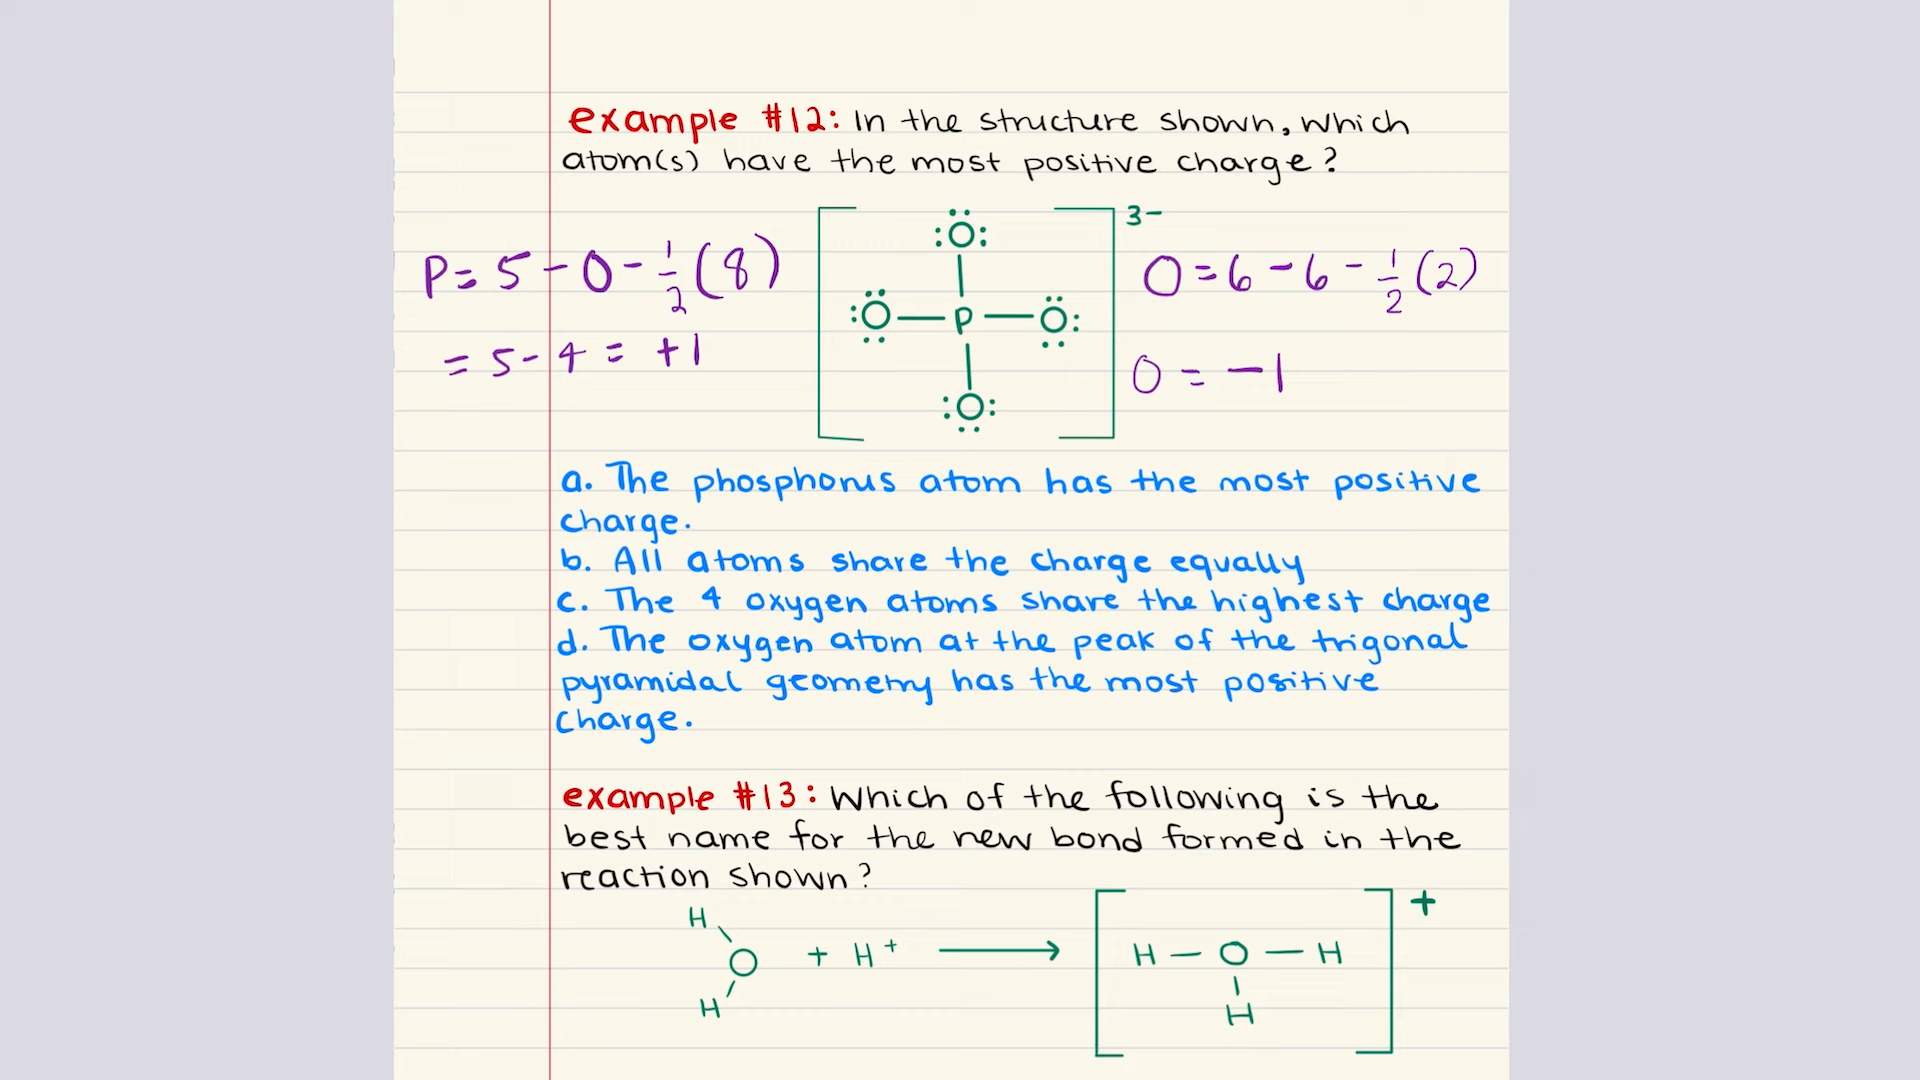 example #12: In the structure shown, which
atom(s) have the most positive charge?
3-
P = 5 - 0 - 1/2 (8)
= 5 - 4 = +1
:O:
:O — P — O:
:O:
O = 6 - 6 - 1/2 (2)
O = -1
a. The phosphorus atom has the most positive
charge.
b. All atoms share the charge equally
c. The 4 oxygen atoms share the highest charge
d. The oxygen atom at the peak of the trigonal
pyramidal geometry has the most positive
charge.
example #13: Which of the following is the
best name for the new bond formed in the
reaction shown?
H
O + H+ ⟶ [H — O — H]+
H
H